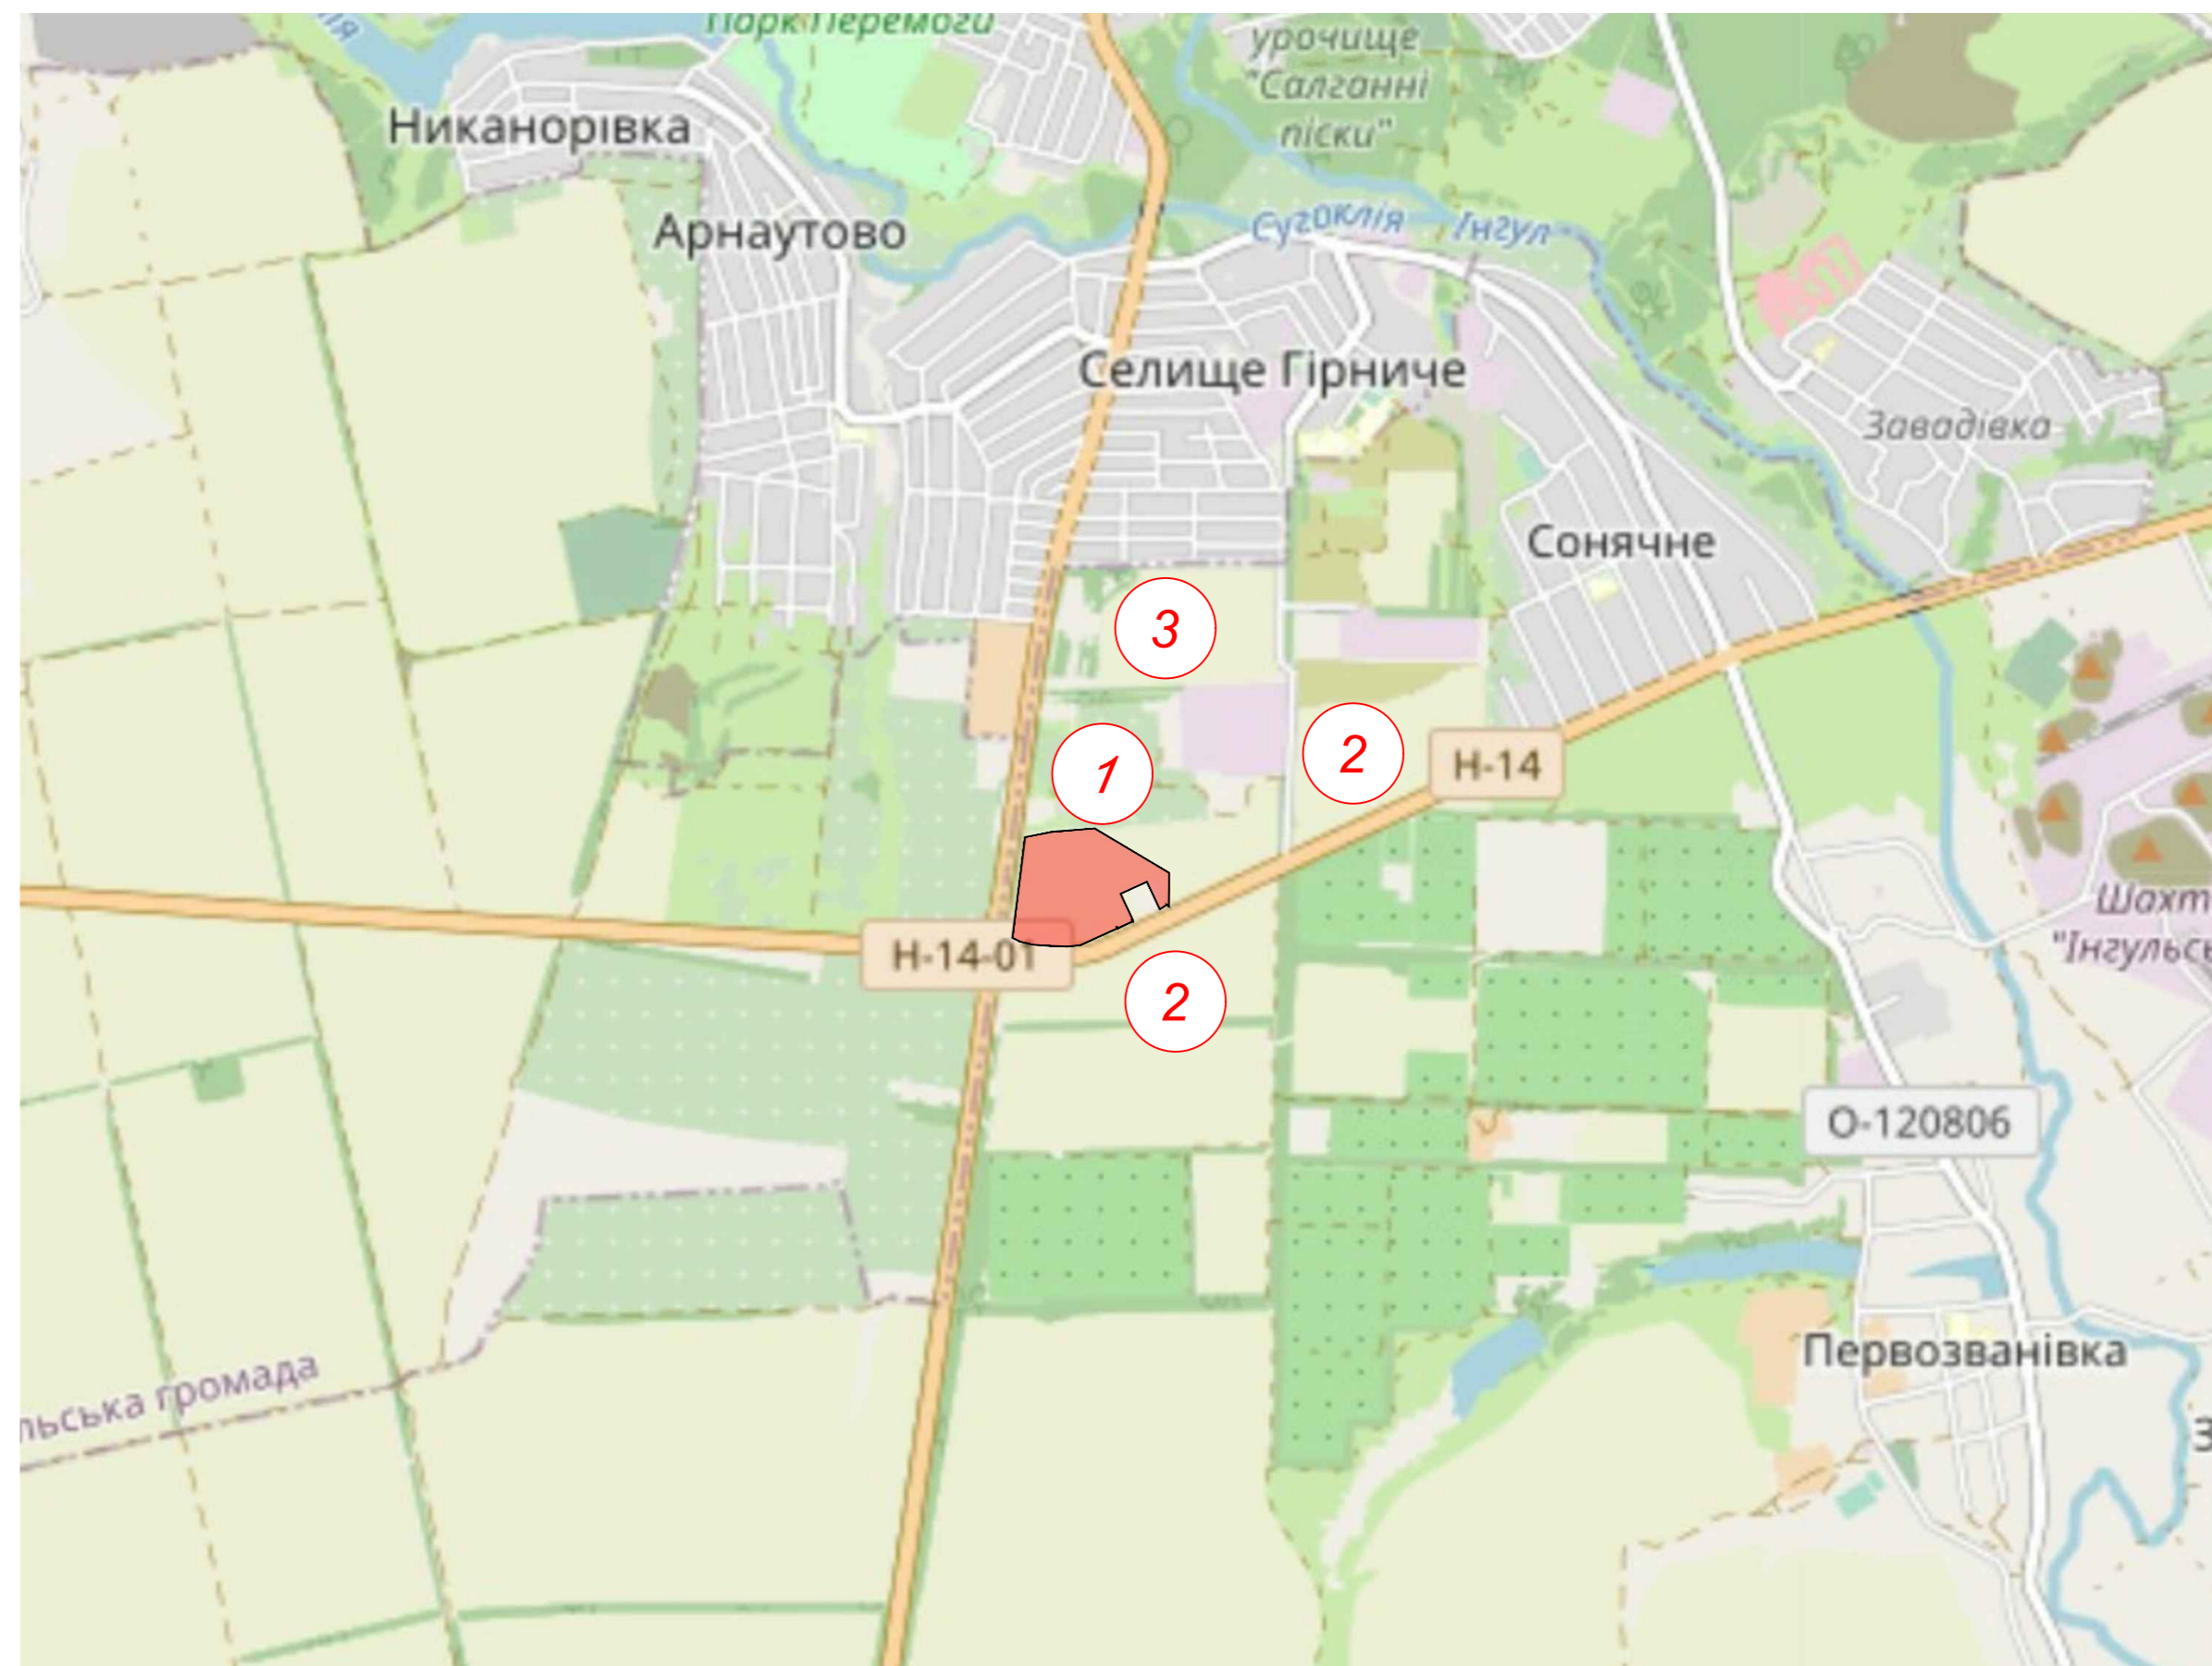 ія
Парк Перемоги
урочище
"Салганні
піски"
Никанорівка
Арнаутово
Сугоклія
Інгул
Селище Гірниче
Завадівка
Сонячне
3
1
2
Н-14
Шахт
"Інгульсь
Н-14-01
2
О-120806
Первозванівка
льська громада
З